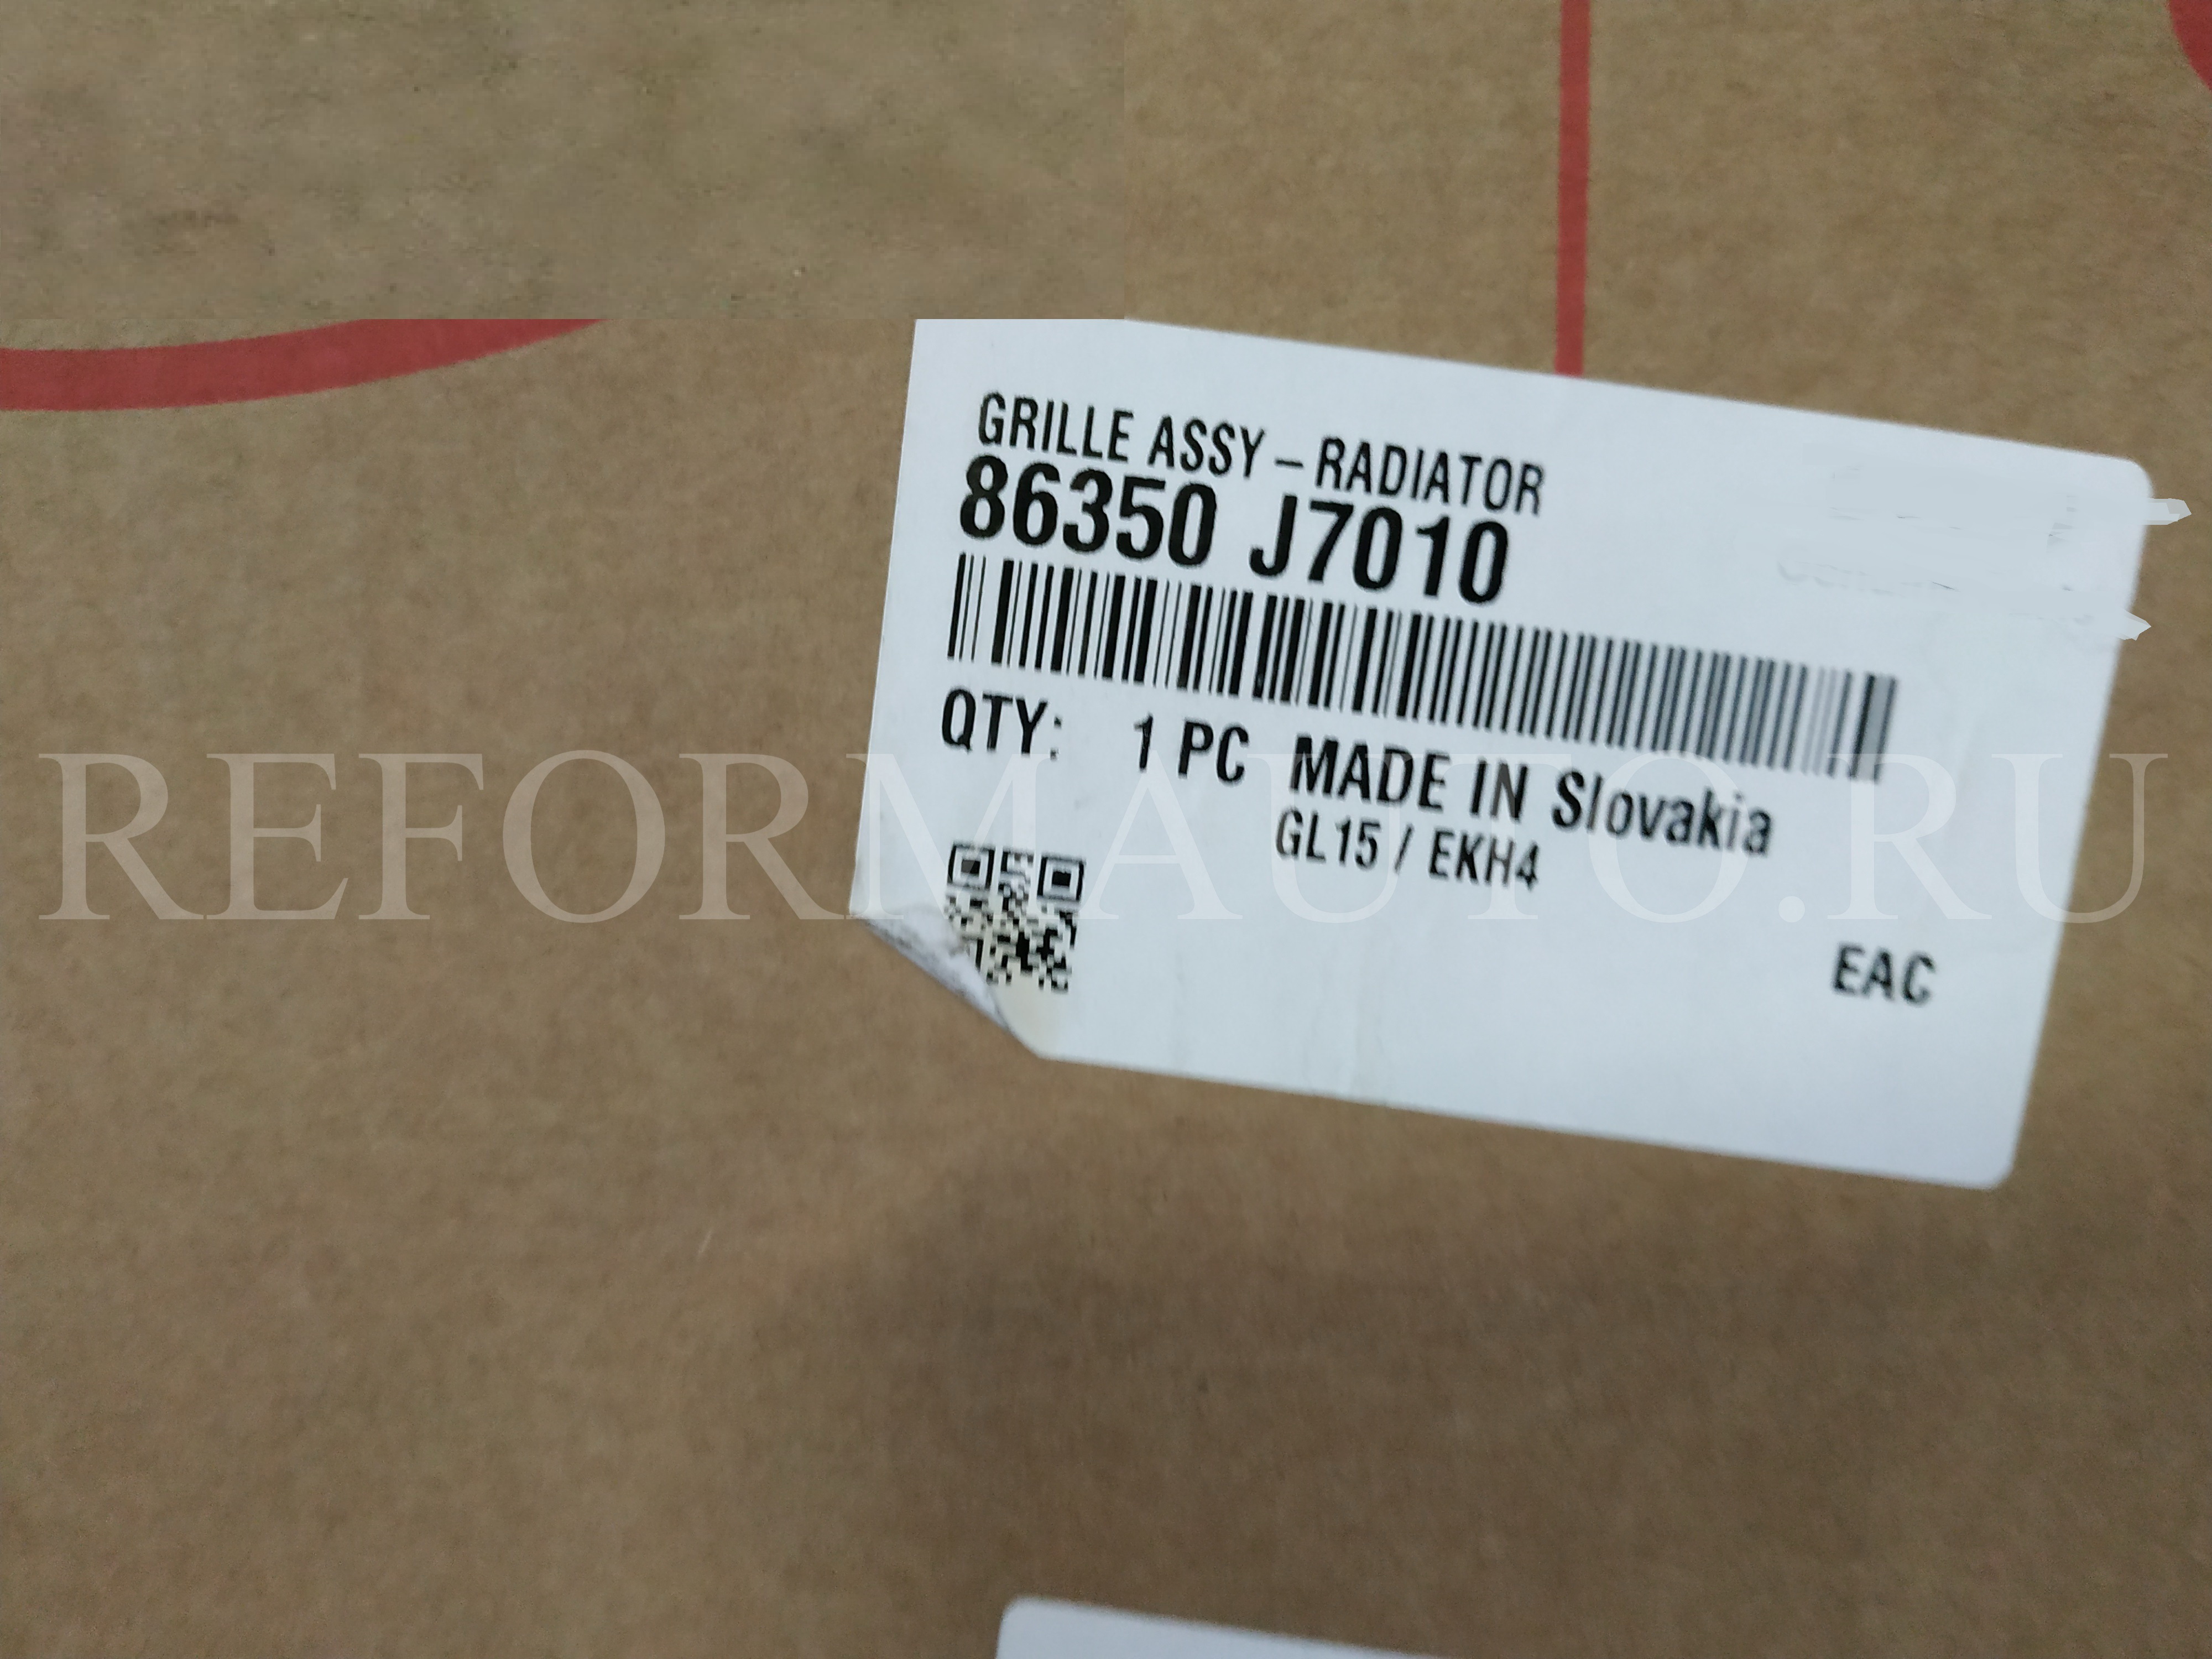 GRILLE ASSY – RADIATOR
86350 J7010
QTY: 1 PC MADE IN Slovakia
GL15 / EKH4
EAC
REFORMAUTO.RU